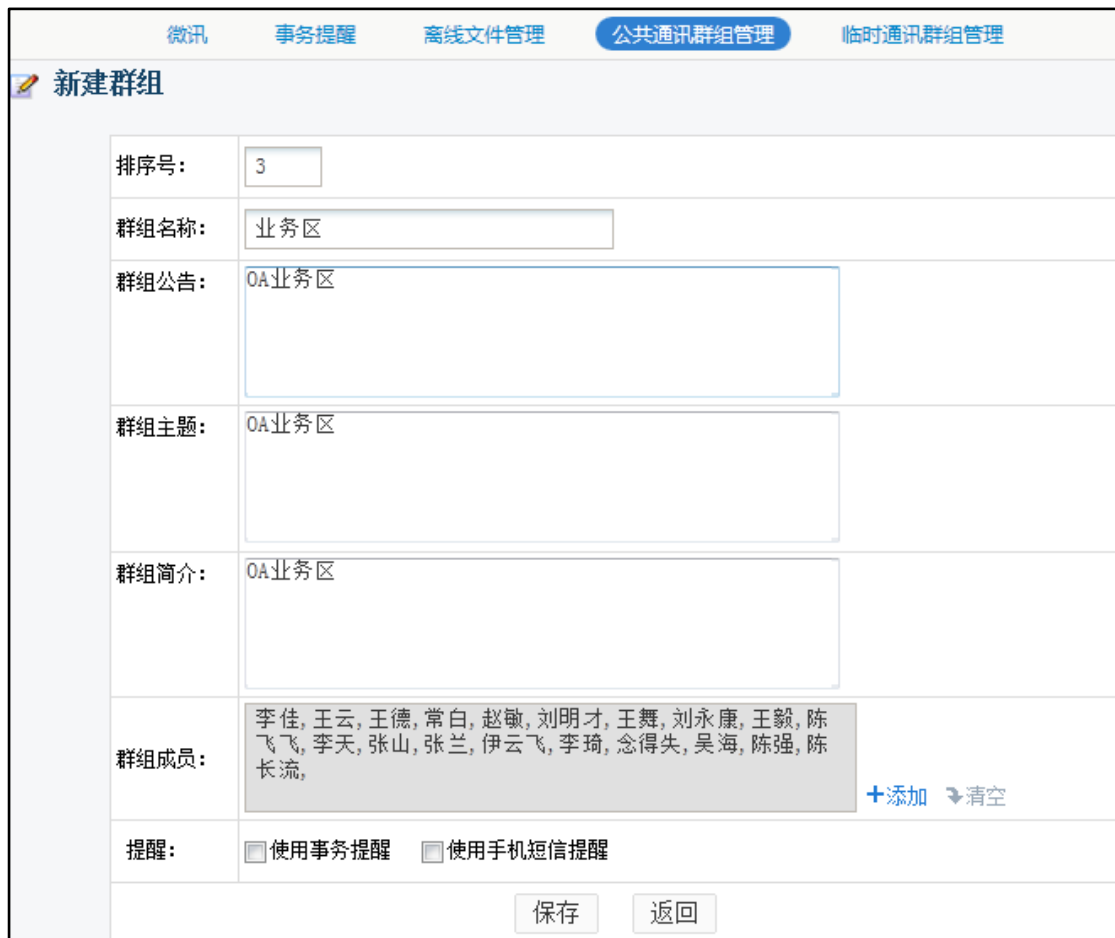 微讯 事务提醒 离线文件管理 公共通讯群组管理 临时通讯群组管理
新建群组
排序号： 3
群组名称： 业务区
群组公告： OA业务区
群组主题： OA业务区
群组简介： OA业务区
群组成员： 李佳,王云,王德,常白,赵敏,刘明才,王舞,刘永康,王毅,陈
飞飞,李天,张山,张兰,伊云飞,李琦,念得失,吴海,陈强,陈
长流,
+添加 清空
提醒： 使用事务提醒 使用手机短信提醒
保存 返回